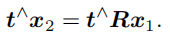 t^x₂ = t^Rx₁.